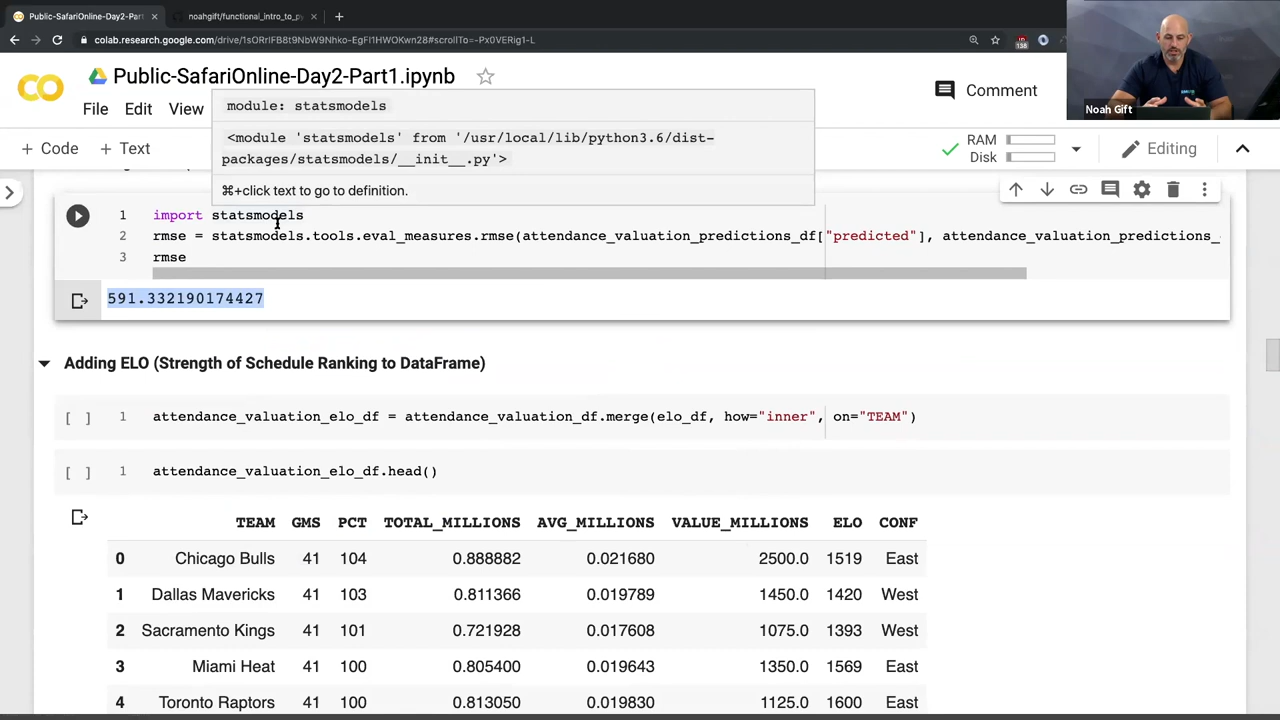 Public-SafariOnline-Day2-Part1
noahgift/functional_intro_to_py
colab.research.google.com/drive/1sORrIFB8t9NbW9Nhko-EgFl1HWOKwn28#scrollTo=-Px0VERig1-L
138
Public-SafariOnline-Day2-Part1.ipynb
Comment
Noah Gift
File Edit View
module: statsmodels
<module 'statsmodels' from '/usr/local/lib/python3.6/dist-
packages/statsmodels/__init__.py'>
⌘+click text to go to definition.
+ Code + Text
RAM
Disk
Editing
1 import statsmodels
2 rmse = statsmodels.tools.eval_measures.rmse(attendance_valuation_predictions_df["predicted"], attendance_valuation_predictions_
3 rmse
591.332190174427
Adding ELO (Strength of Schedule Ranking to DataFrame)
[ ] 1 attendance_valuation_elo_df = attendance_valuation_df.merge(elo_df, how="inner", on="TEAM")
[ ] 1 attendance_valuation_elo_df.head()
TEAM GMS PCT TOTAL_MILLIONS AVG_MILLIONS VALUE_MILLIONS ELO CONF
0 Chicago Bulls 41 104 0.888882 0.021680 2500.0 1519 East
1 Dallas Mavericks 41 103 0.811366 0.019789 1450.0 1420 West
2 Sacramento Kings 41 101 0.721928 0.017608 1075.0 1393 West
3 Miami Heat 41 100 0.805400 0.019643 1350.0 1569 East
4 Toronto Raptors 41 100 0.813050 0.019830 1125.0 1600 East